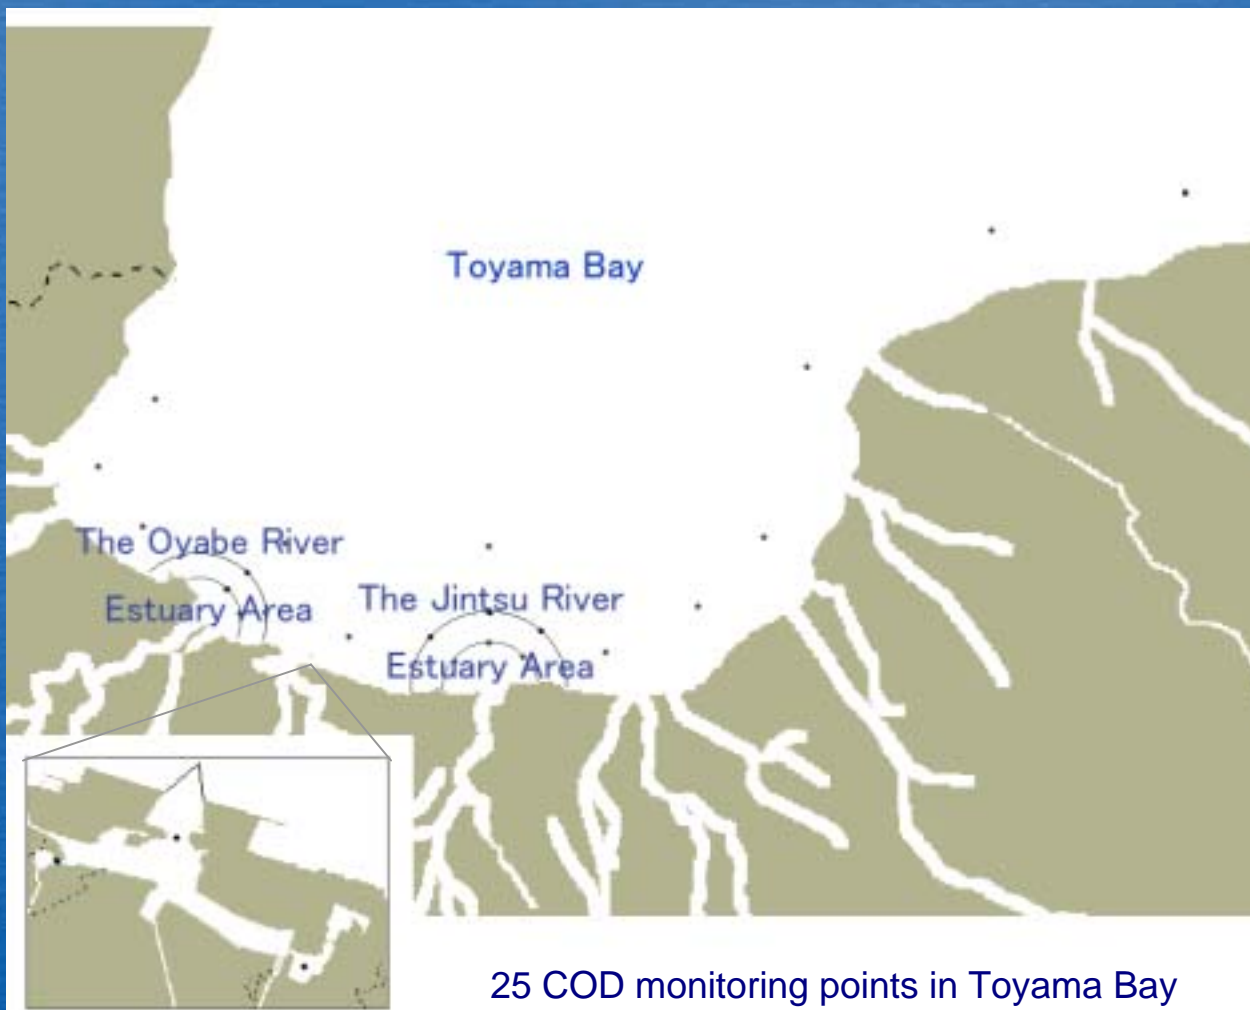 Toyama Bay
The Oyabe River
Estuary Area
The Jintsu River
Estuary Area
25 COD monitoring points in Toyama Bay